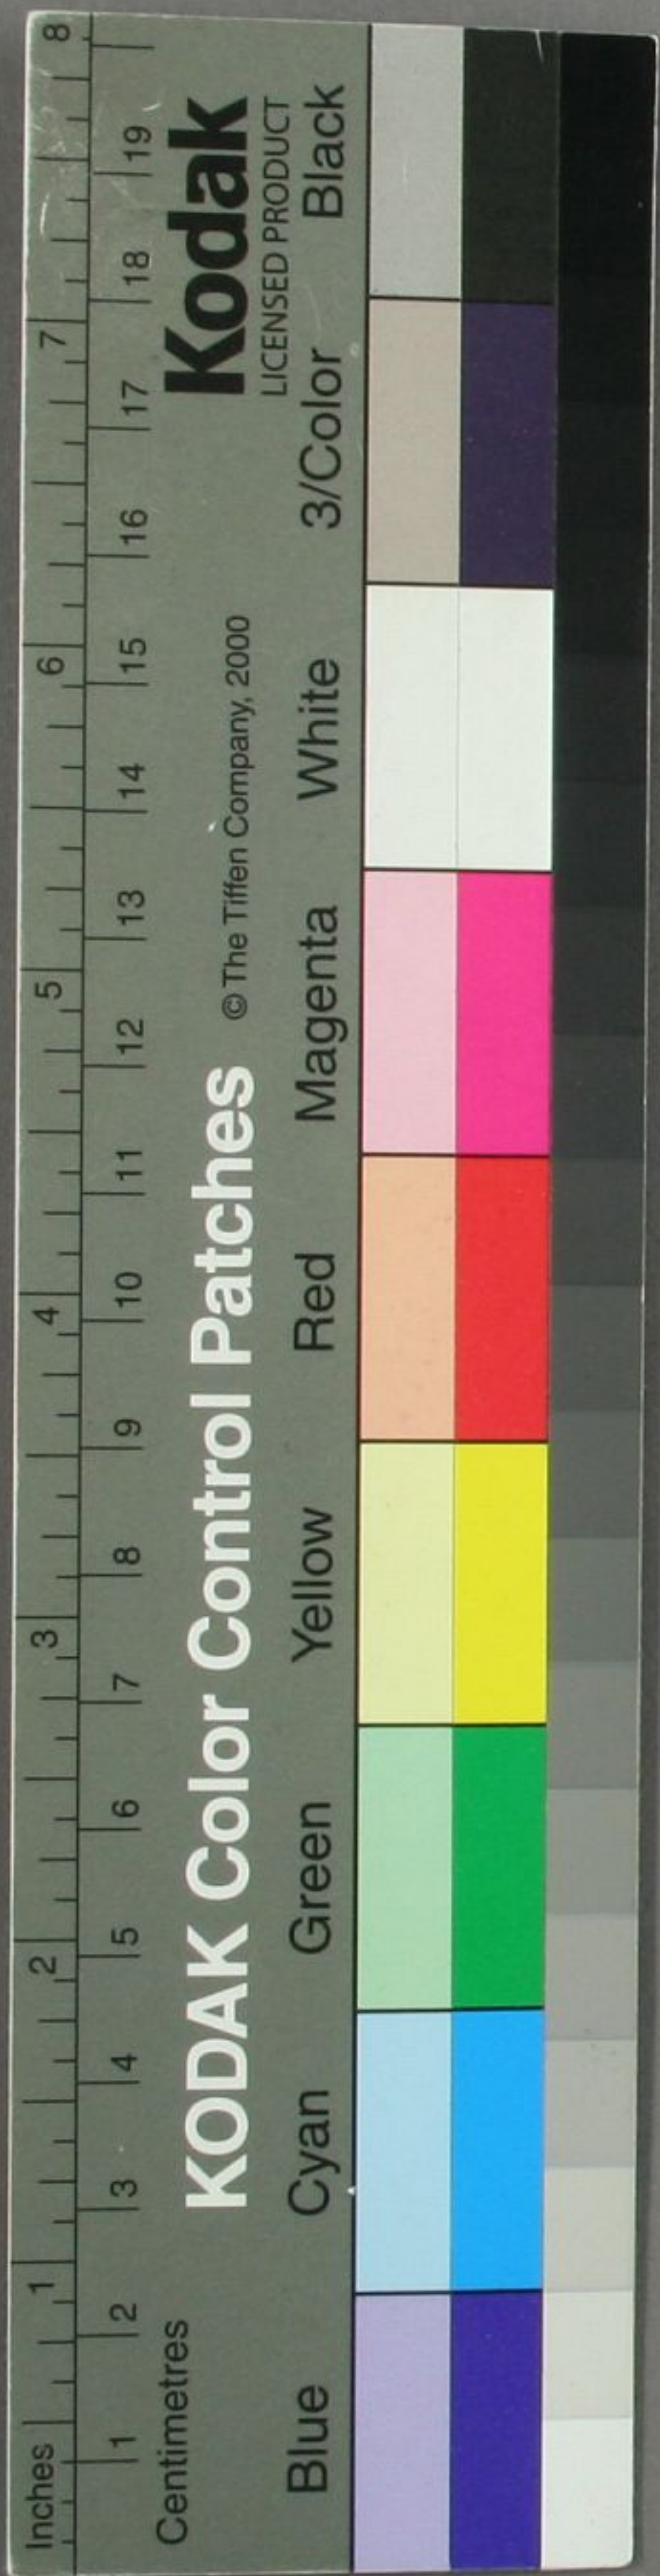 Inches 1 2 3 4 5 6 7 8
1 2 3 4 5 6 7 8 9 10 11 12 13 14 15 16 17 18 19
Centimetres
KODAK Color Control Patches © The Tiffen Company, 2000 Kodak
LICENSED PRODUCT
Blue Cyan Green Yellow Red Magenta White 3/Color Black